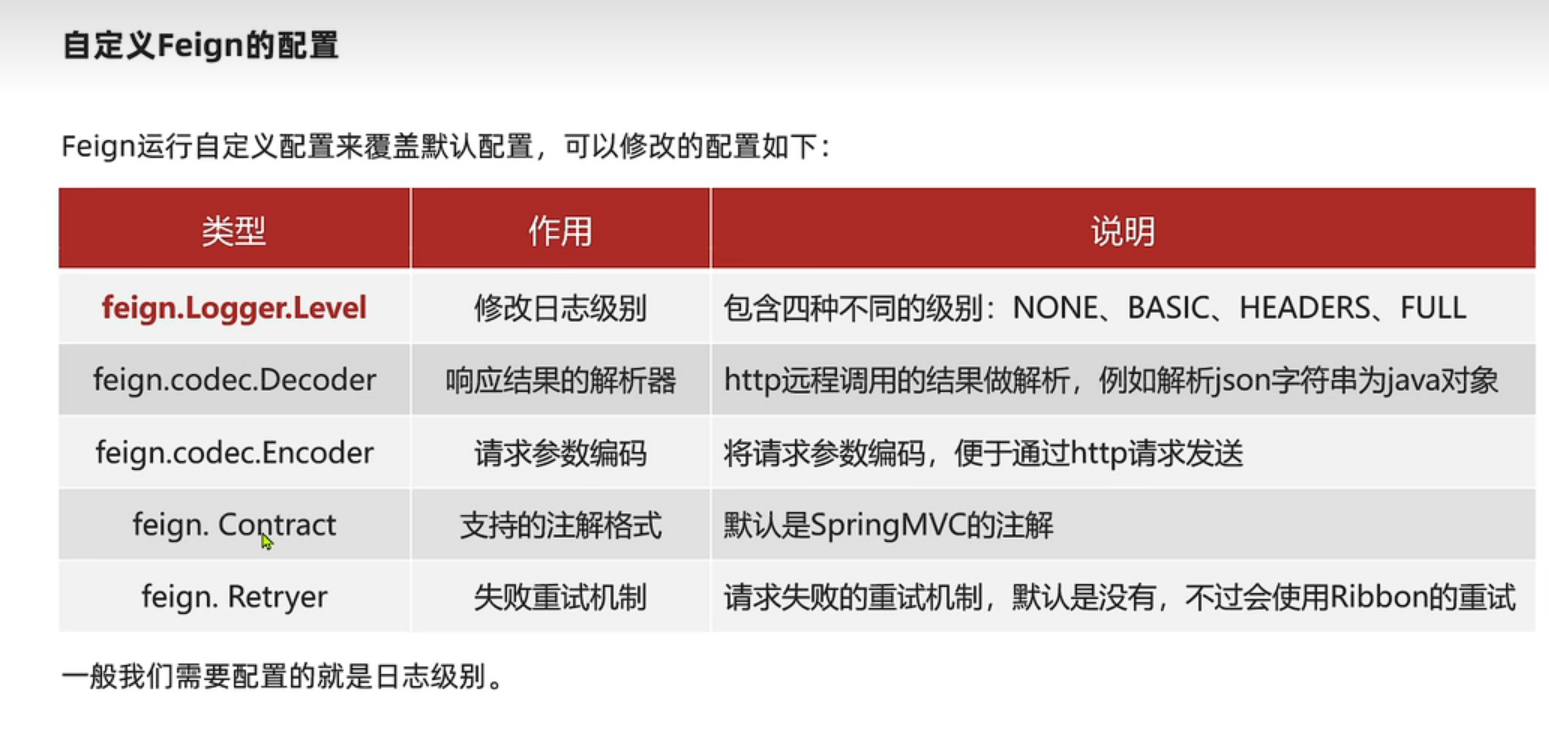 自定义Feign的配置
Feign运行自定义配置来覆盖默认配置，可以修改的配置如下：
类型 作用 说明
feign.Logger.Level 修改日志级别 包含四种不同的级别：NONE、BASIC、HEADERS、FULL
feign.codec.Decoder 响应结果的解析器 http远程调用的结果做解析，例如解析json字符串为java对象
feign.codec.Encoder 请求参数编码 将请求参数编码，便于通过http请求发送
feign. Contract 支持的注解格式 默认是SpringMVC的注解
feign. Retryer 失败重试机制 请求失败的重试机制，默认是没有，不过会使用Ribbon的重试
一般我们需要配置的就是日志级别。